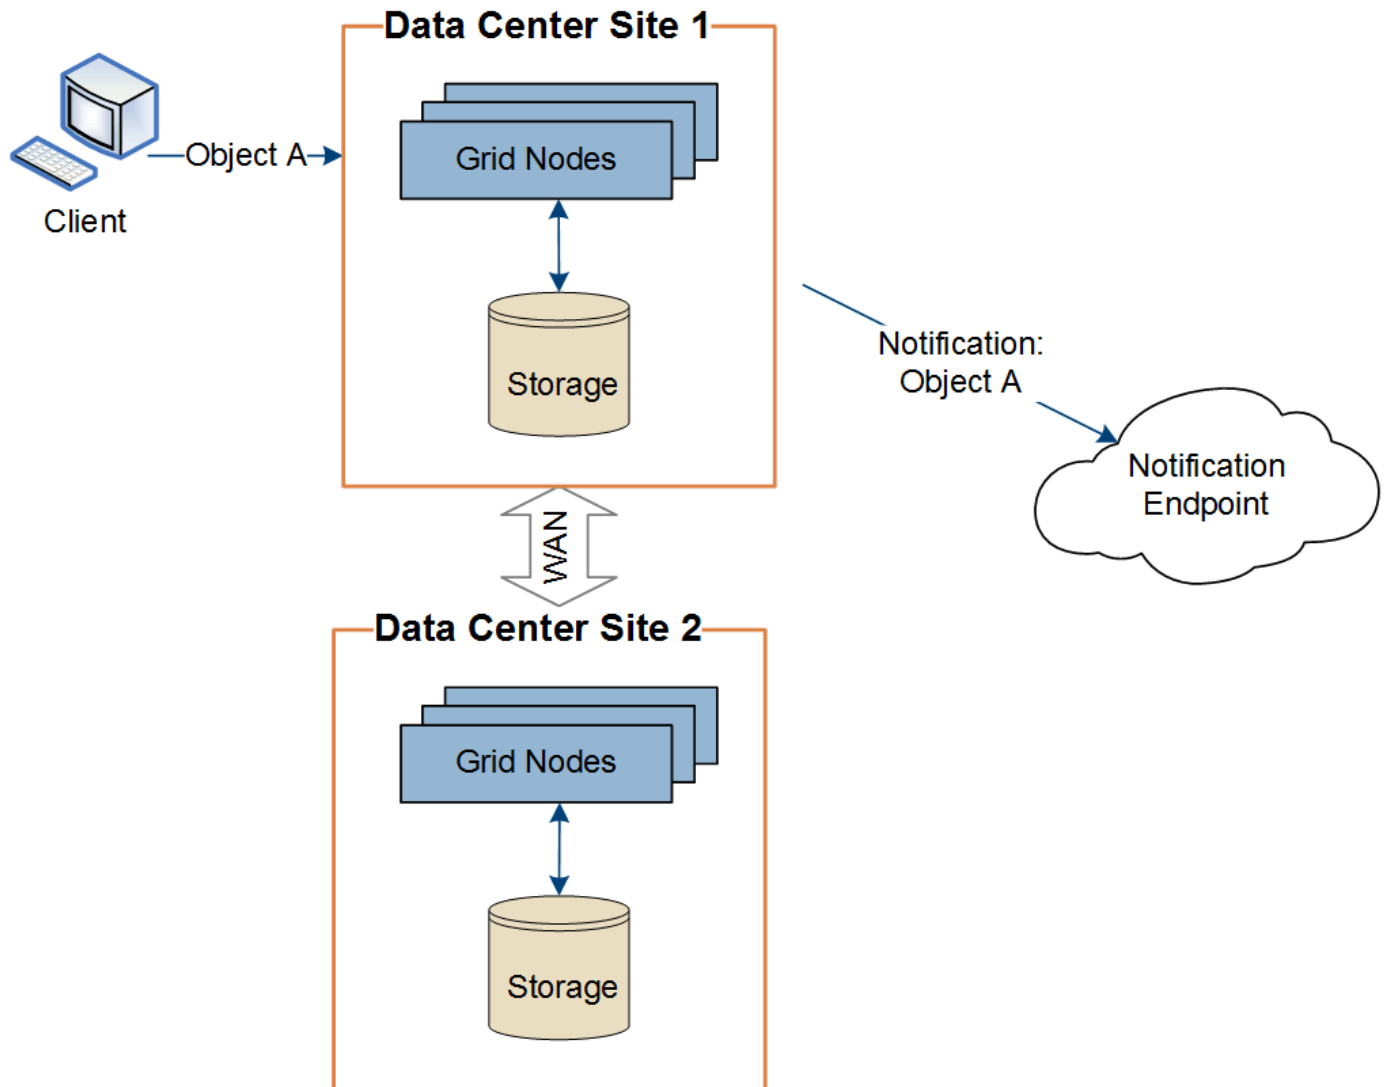 Data Center Site 1
Grid Nodes
Object A
Client
Storage
Notification:
Object A
Notification
Endpoint
WAN
Data Center Site 2
Grid Nodes
Storage